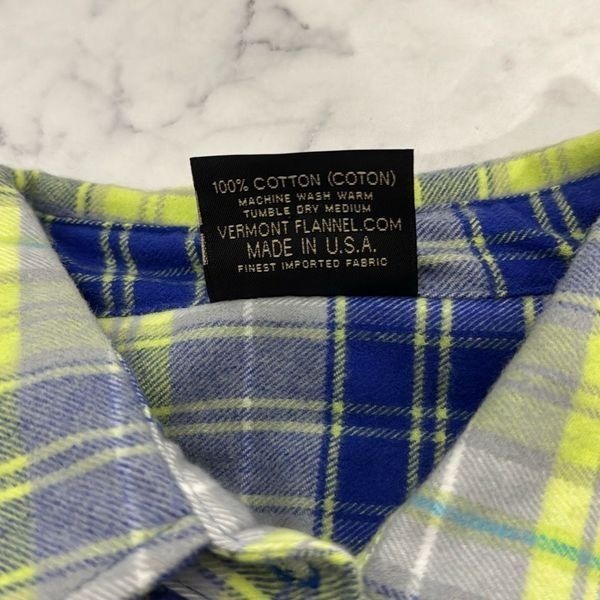 100% COTTON (COTON)
MACHINE WASH WARM
TUMBLE DRY MEDIUM
VERMONT FLANNEL.COM
MADE IN U.S.A.
FINEST IMPORTED FABRIC